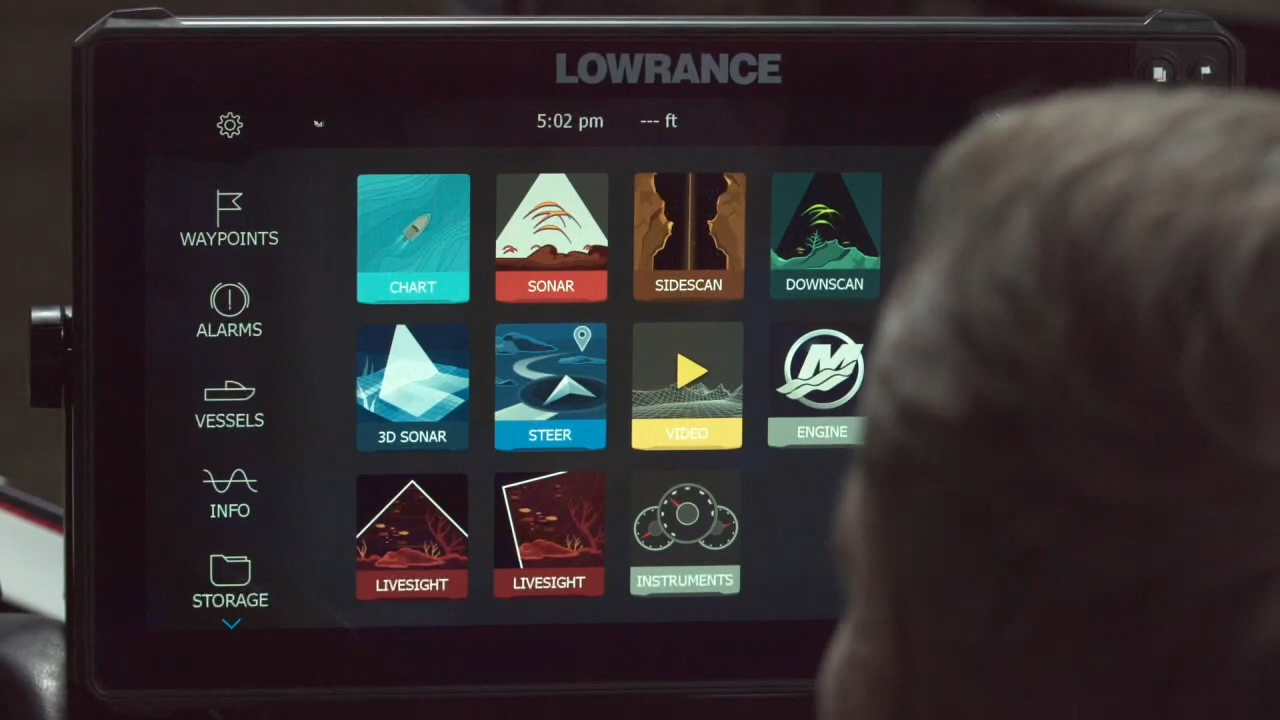 LOWRANCE
5:02 pm --- ft
WAYPOINTS
ALARMS
VESSELS
INFO
STORAGE
CHART SONAR SIDESCAN DOWNSCAN
3D SONAR STEER VIDEO ENGINE
LIVESIGHT LIVESIGHT INSTRUMENTS